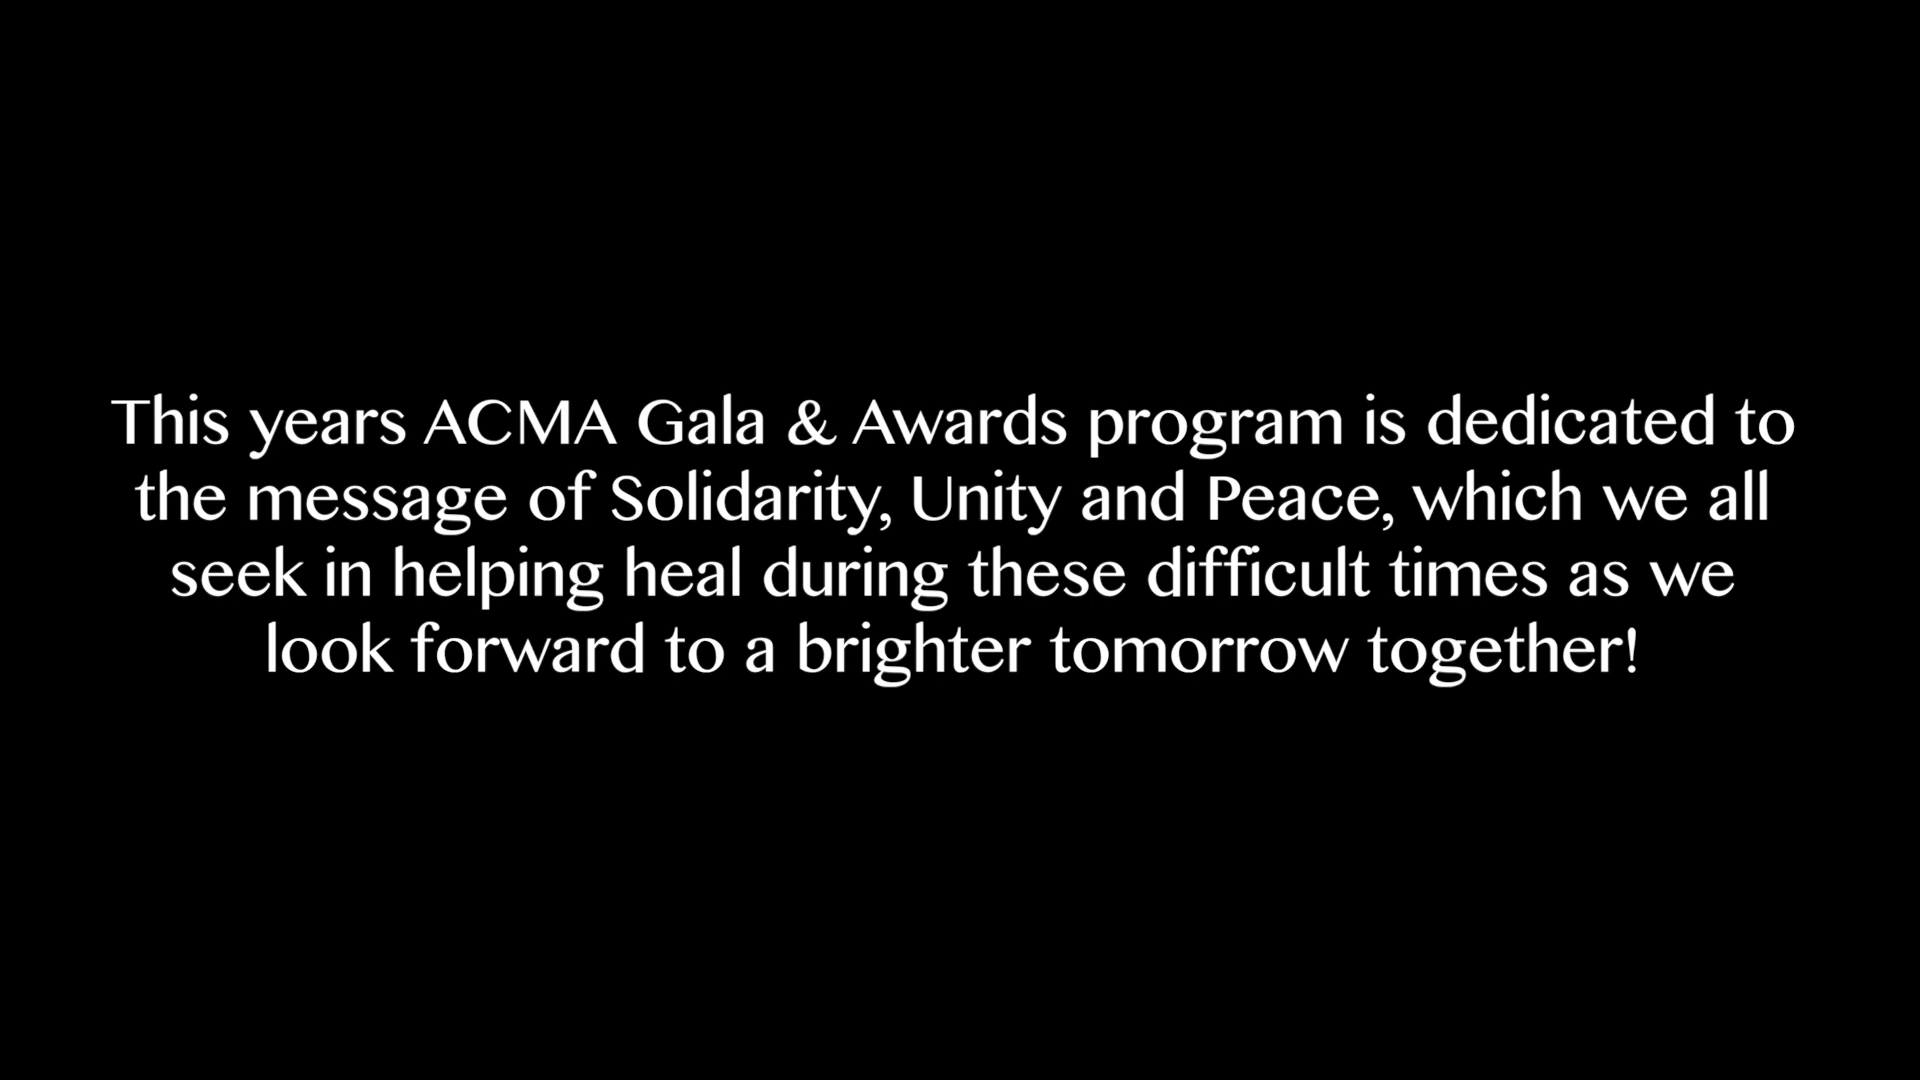 This years ACMA Gala & Awards program is dedicated to
the message of Solidarity, Unity and Peace, which we all
seek in helping heal during these difficult times as we
look forward to a brighter tomorrow together!